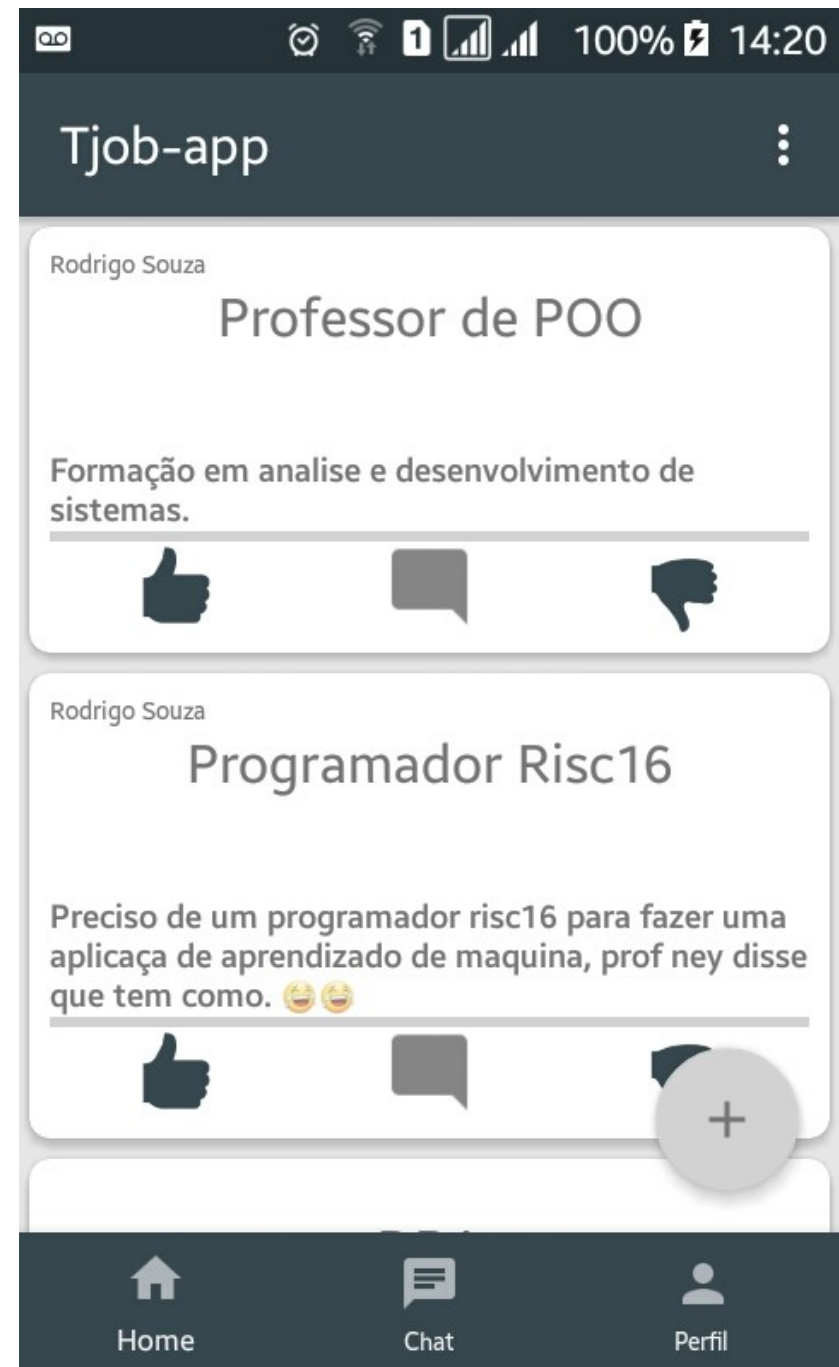 1 100% 14:20
Tjob-app
Rodrigo Souza
Professor de POO
Formação em analise e desenvolvimento de
sistemas.
Rodrigo Souza
Programador Risc16
Preciso de um programador risc16 para fazer uma
aplicaça de aprendizado de maquina, prof ney disse
que tem como. 😂😂
+
Home Chat Perfil